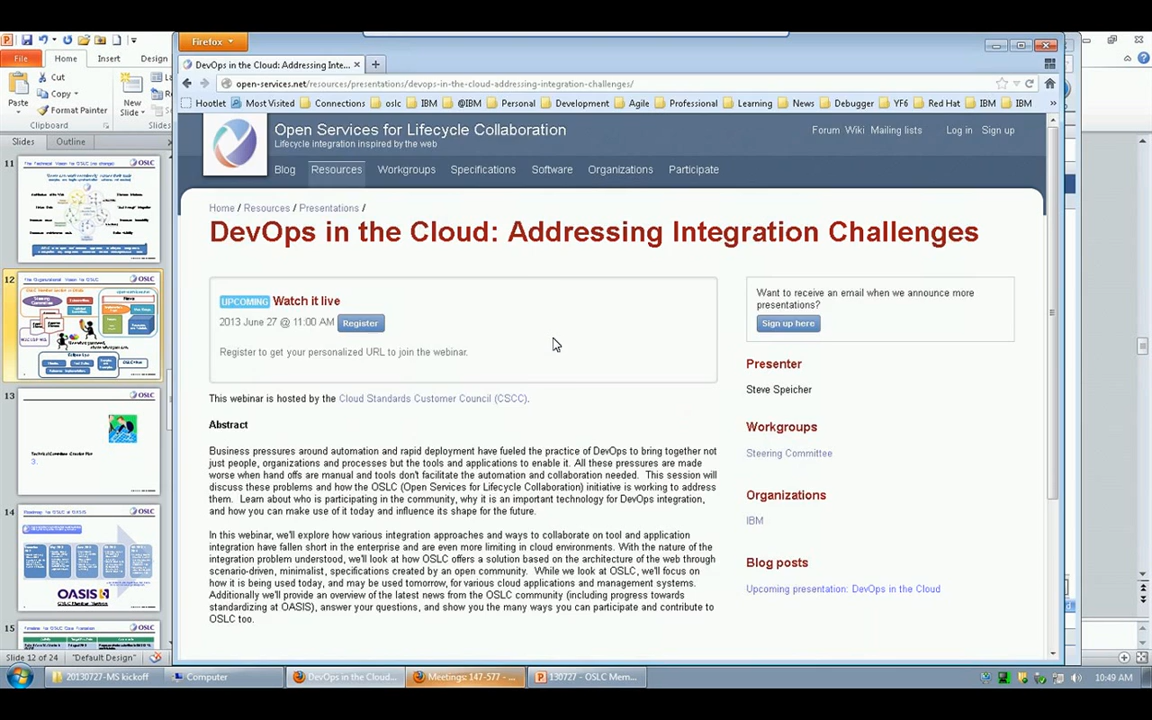 File
Home
Insert
Design
Cut
Copy
Format Painter
Paste
New
Slide
Clipboard
Slides
Outline
11
OSLC
12
OSLC
13
3.
14
OASIS
15
Slide 12 of 24
"Default Design"
Firefox
DevOps in the Cloud: Addressing Inte...
open-services.net/resources/presentations/devops-in-the-cloud-addressing-integration-challenges/
Hootlet
Most Visited
Connections
oslc
IBM
@IBM
Personal
Development
Agile
Professional
Learning
News
Debugger
YF6
Red Hat
IBM
IBM
Open Services for Lifecycle Collaboration
Lifecycle integration inspired by the web
Forum Wiki Mailing lists Log in Sign up
Blog Resources Workgroups Specifications Software Organizations Participate
Home / Resources / Presentations /
DevOps in the Cloud: Addressing Integration Challenges
UPCOMING Watch it live
2013 June 27 @ 11:00 AM Register
Register to get your personalized URL to join the webinar.
This webinar is hosted by the Cloud Standards Customer Council (CSCC).
Abstract
Business pressures around automation and rapid deployment have fueled the practice of DevOps to bring together not
just people, organizations and processes but the tools and applications to enable it. All these pressures are made
worse when hand offs are manual and tools don't facilitate the automation and collaboration needed. This session will
discuss these problems and how the OSLC (Open Services for Lifecycle Collaboration) initiative is working to address
them. Learn about who is participating in the community, why it is an important technology for DevOps integration,
and how you can make use of it today and influence its shape for the future.
In this webinar, we'll explore how various integration approaches and ways to collaborate on tool and application
integration have fallen short in the enterprise and are even more limiting in cloud environments. With the nature of the
integration problem understood, we'll look at how OSLC offers a solution based on the architecture of the web through
scenario-driven, minimalist, specifications created by an open community. While we look at OSLC, we'll focus on
how it is being used today, and may be used tomorrow, for various cloud applications and management systems.
Additionally we'll provide an overview of the latest news from the OSLC community (including progress towards
standardizing at OASIS), answer your questions, and show you the many ways you can participate and contribute to
OSLC too.
Want to receive an email when we announce more
presentations?
Sign up here
Presenter
Steve Speicher
Workgroups
Steering Committee
Organizations
IBM
Blog posts
Upcoming presentation: DevOps in the Cloud
20130727-MS kickoff
Computer
DevOps in the Cloud...
Meetings: 147-577 - ...
130727 - OSLC Mem...
10:49 AM